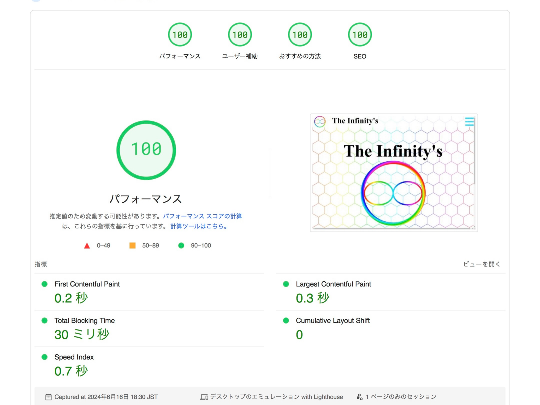 100
100
100
100
パフォーマンス
ユーザー補助
おすすめの方法
SEO
100
パフォーマンス
指定値のため変動する可能性があります。パフォーマンス スコアの計算
は、これらの指標を基に行っています。計算ツールはこちら。
0–49
50–89
90–100
The Infinity's
The Infinity's
指標
ビューを開く
First Contentful Paint
0.2 秒
Largest Contentful Paint
0.3 秒
Total Blocking Time
30 ミリ秒
Cumulative Layout Shift
0
Speed Index
0.7 秒
Captured at 2024年6月16日 18:30 JST
デスクトップのエミュレーション with Lighthouse
1 ページのみのセッション